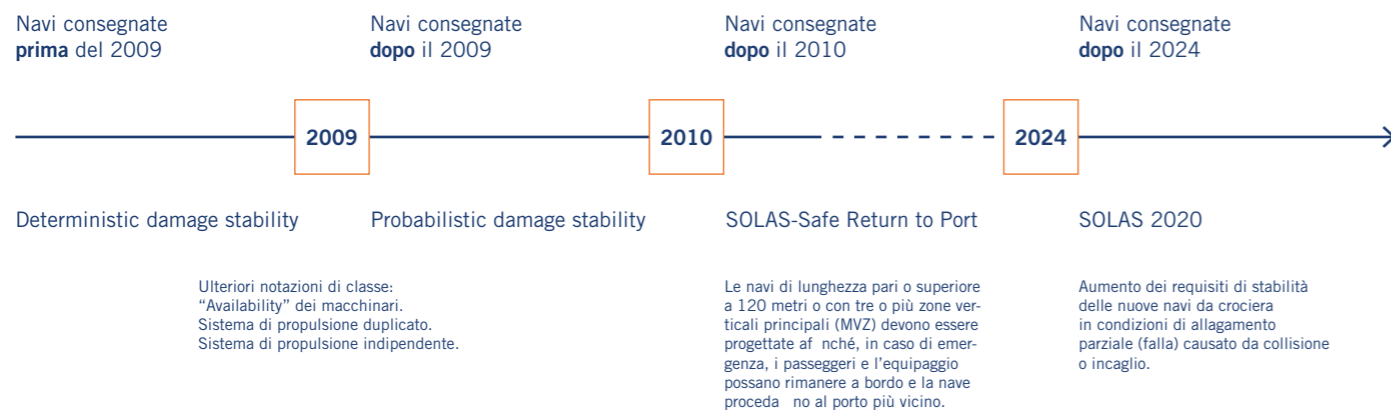 Navi consegnate
prima del 2009
Navi consegnate
dopo il 2009
Navi consegnate
dopo il 2010
Navi consegnate
dopo il 2024
2009
2010
2024
Deterministic damage stability
Probabilistic damage stability
SOLAS-Safe Return to Port
SOLAS 2020
Ulteriori notazioni di classe:
“Availability” dei macchinari.
Sistema di propulsione duplicato.
Sistema di propulsione indipendente.
Le navi di lunghezza pari o superiore
a 120 metri o con tre o più zone ver-
ticali principali (MVZ) devono essere
progettate af nché, in caso di emer-
genza, i passeggeri e l’equipaggio
possano rimanere a bordo e la nave
proceda no al porto più vicino.
Aumento dei requisiti di stabilità
delle nuove navi da crociera
in condizioni di allagamento
parziale (falla) causato da collisione
o incaglio.